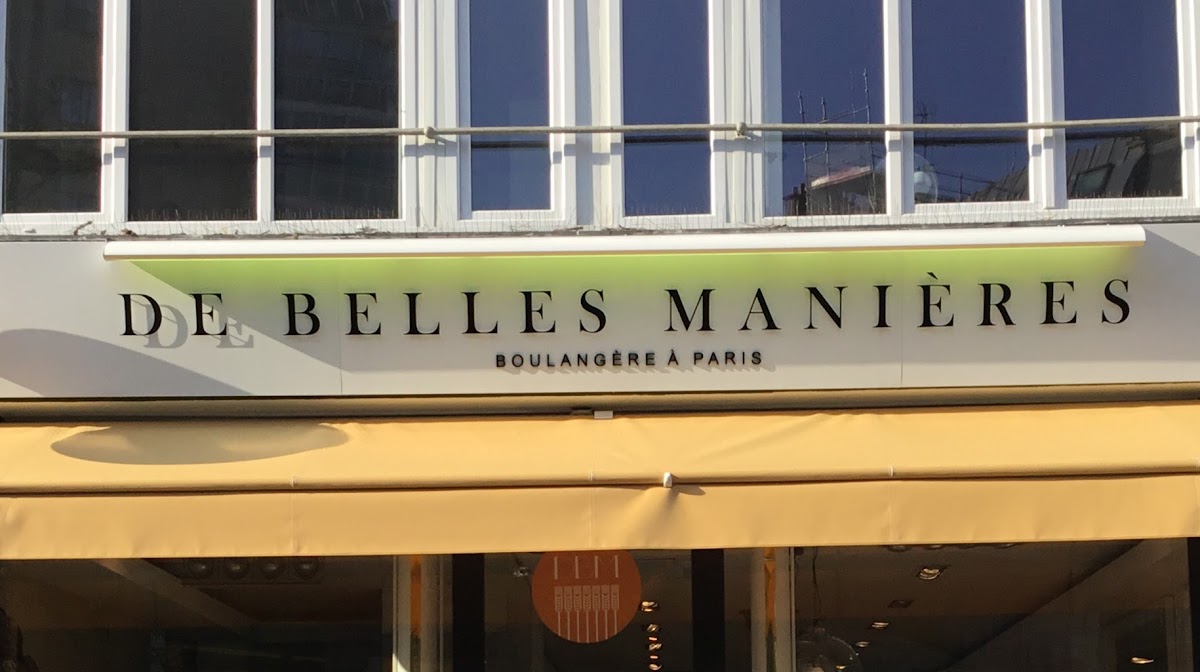 DE BELLES MANIÈRES
BOULANGÈRE À PARIS